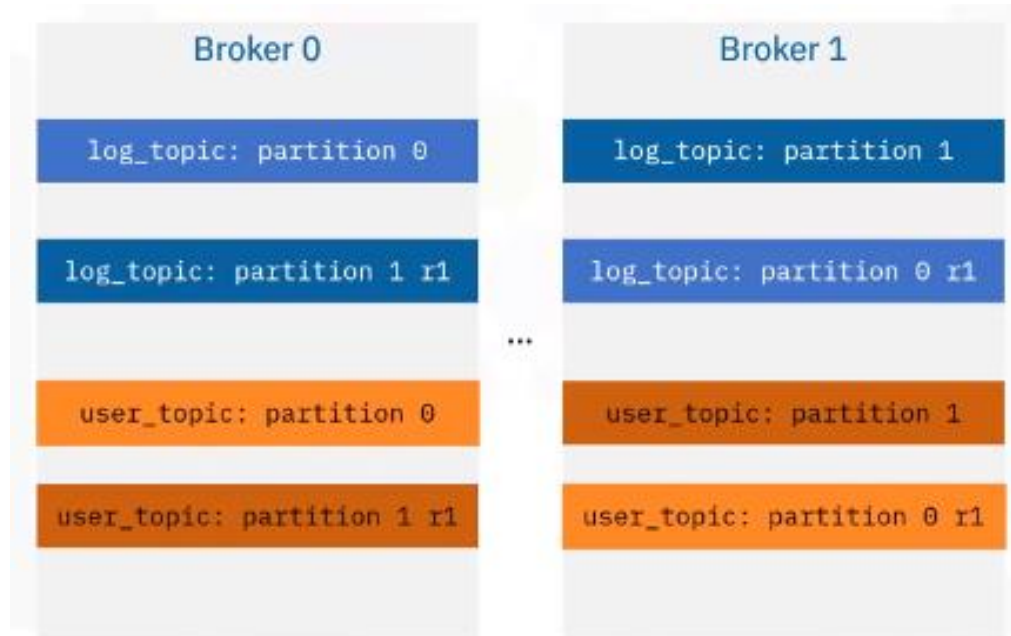 Broker 0
log_topic: partition 0
log_topic: partition 1 r1
user_topic: partition 0
user_topic: partition 1 r1
...
Broker 1
log_topic: partition 1
log_topic: partition 0 r1
user_topic: partition 1
user_topic: partition 0 r1